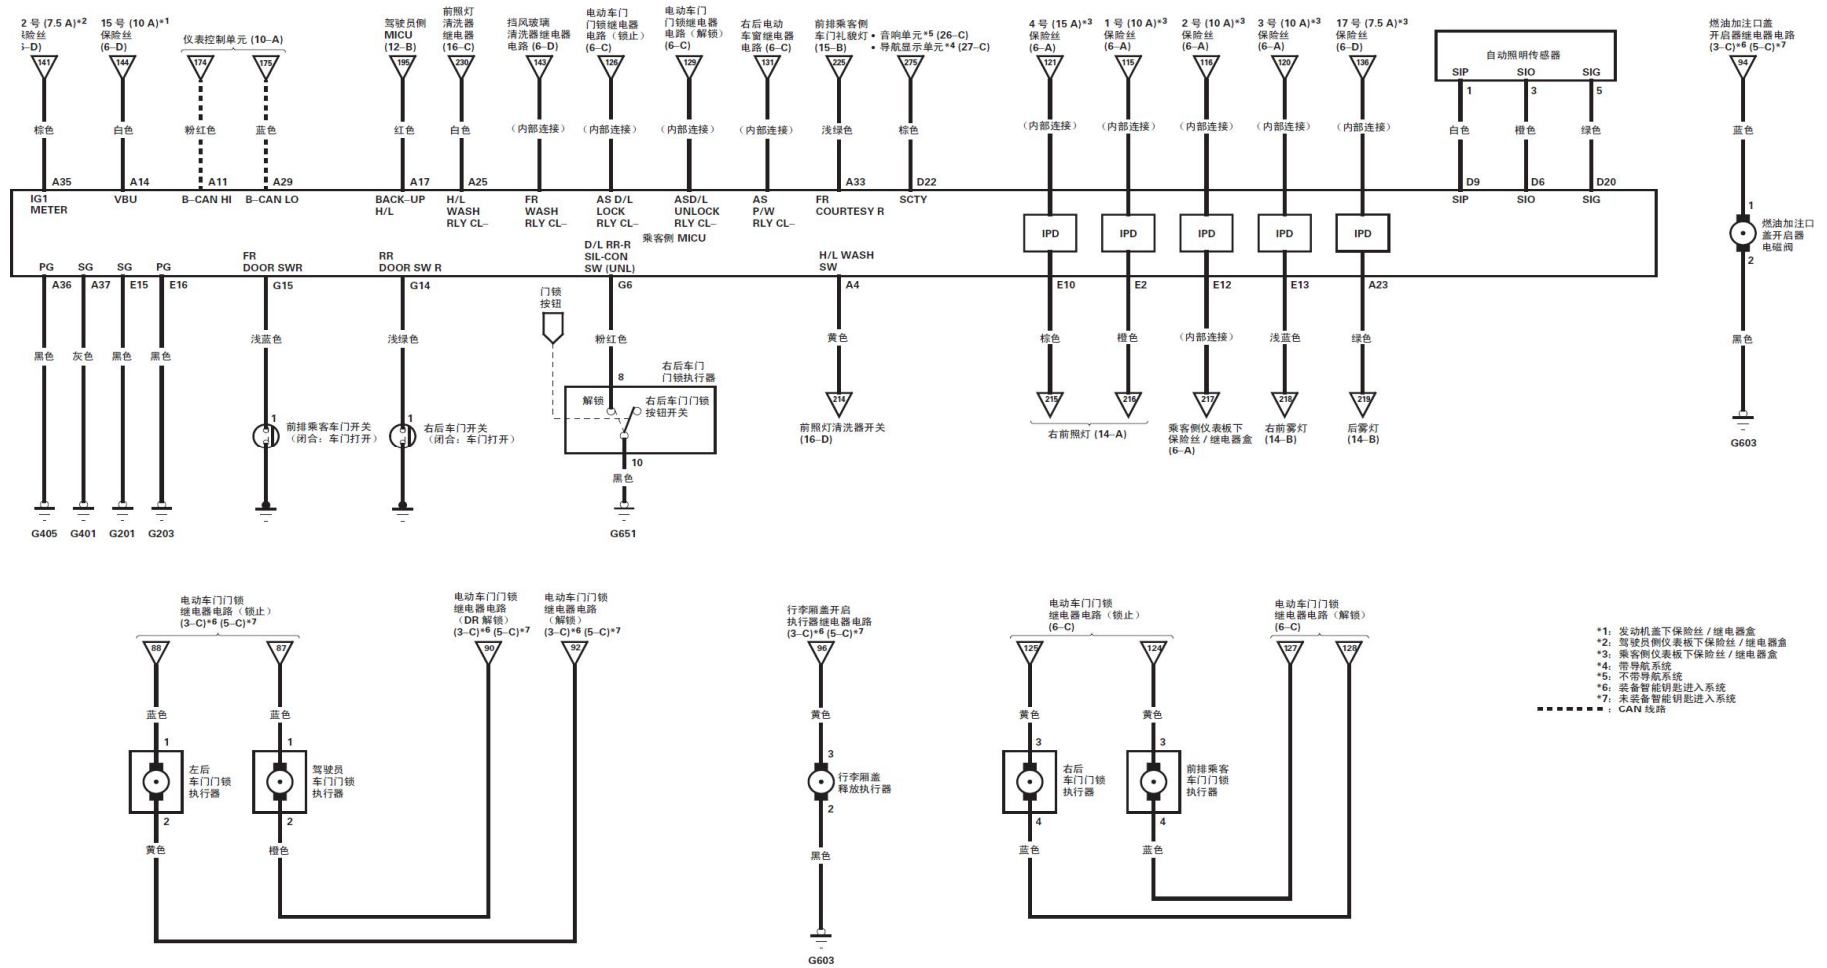 2 号 (7.5 A)*2
保险丝
(6–D)
15 号 (10 A)*1
保险丝
(6–D)
仪表控制单元 (10–A)
驾驶员侧
MICU
(12–B)
前照灯
清洗器
继电器
(16–C)
挡风玻璃
清洗器继电器
电路 (6–D)
电动车门
门锁继电器
电路（锁止）
(6–C)
电动车门
门锁继电器
电路（解锁）
(6–C)
右后电动
车窗继电器
电路 (6–C)
前排乘客侧
车门礼貌灯
(15–B)
• 音响单元*5 (26–C)
• 导航显示单元*4 (27–C)
4 号 (15 A)*3
保险丝
(6–A)
1 号 (10 A)*3
保险丝
(6–A)
2 号 (10 A)*3
保险丝
(6–A)
3 号 (10 A)*3
保险丝
(6–A)
17 号 (7.5 A)*3
保险丝
(6–D)
自动照明传感器
SIP SIO SIG
1 3 5
燃油加注口盖
开启器继电器电路
(3–C)*6 (5–C)*7
141 144 174 175 195 230 143 126 129 131 225 275 121 115 116 120 136 94
棕色 白色 粉红色 蓝色 红色 白色 （内部连接） （内部连接） （内部连接） （内部连接） 浅绿色 棕色 （内部连接） （内部连接） （内部连接） （内部连接） （内部连接） 白色 橙色 绿色 蓝色
A35 A14 A11 A29 A17 A25 A33 D22 D9 D6 D20
IG1
METER
VBU
B–CAN HI
B–CAN LO
BACK–UP
H/L
H/L
WASH
RLY CL–
FR
WASH
RLY CL–
AS D/L
LOCK
RLY CL–
ASD/L
UNLOCK
RLY CL–
AS
P/W
RLY CL–
FR
COURTESY R
SCTY
SIP SIO SIG
乘客侧 MICU
IPD IPD IPD IPD IPD
PG SG SG PG
FR
DOOR SWR
RR
DOOR SW R
D/L RR-R
SIL-CON
SW (UNL)
H/L WASH
SW
A36 A37 E15 E16 G15 G14 G6 A4 E10 E2 E12 E13 A23
1
燃油加注口
盖开启器
电磁阀
2
黑色
G603
黑色 灰色 黑色 黑色 浅蓝色 浅绿色 粉红色 黄色 棕色 橙色 （内部连接） 浅蓝色 绿色
门锁
按钮
1
前排乘客车门开关
（闭合：车门打开）
1
右后车门开关
（闭合：车门打开）
8
右后车门
门锁执行器
解锁
右后车门门锁
按钮开关
10
黑色
214
前照灯清洗器开关
(16–D)
215 216 217 218 219
右前照灯 (14–A)
乘客侧仪表板下
保险丝 / 继电器盒
(6–A)
右前雾灯
(14–B)
后雾灯
(14–B)
G405 G401 G201 G203 G651
电动车门门锁
继电器电路（锁止）
(3–C)*6 (5–C)*7
88 87
电动车门门锁
继电器电路
（DR 解锁）
(3–C)*6 (5–C)*7
90
电动车门门锁
继电器电路
（解锁）
(3–C)*6 (5–C)*7
92
行李厢盖开启
执行器继电器电路
(3–C)*6 (5–C)*7
96
电动车门门锁
继电器电路（锁止）
(6–C)
125 124
电动车门门锁
继电器电路（解锁）
(6–C)
127 128
蓝色 蓝色 黄色 黄色 黄色
1 1 3 3 3
左后
车门门锁
执行器
驾驶员
车门门锁
执行器
行李厢盖
释放执行器
右后
车门门锁
执行器
前排乘客
车门门锁
执行器
2 2 2 4 4
黄色 橙色 黑色 蓝色 蓝色
G603
*1：发动机盖下保险丝 / 继电器盒
*2：驾驶员侧仪表板下保险丝 / 继电器盒
*3：乘客侧仪表板下保险丝 / 继电器盒
*4：带导航系统
*5：不带导航系统
*6：装备智能钥匙进入系统
*7：未装备智能钥匙进入系统
：CAN 线路